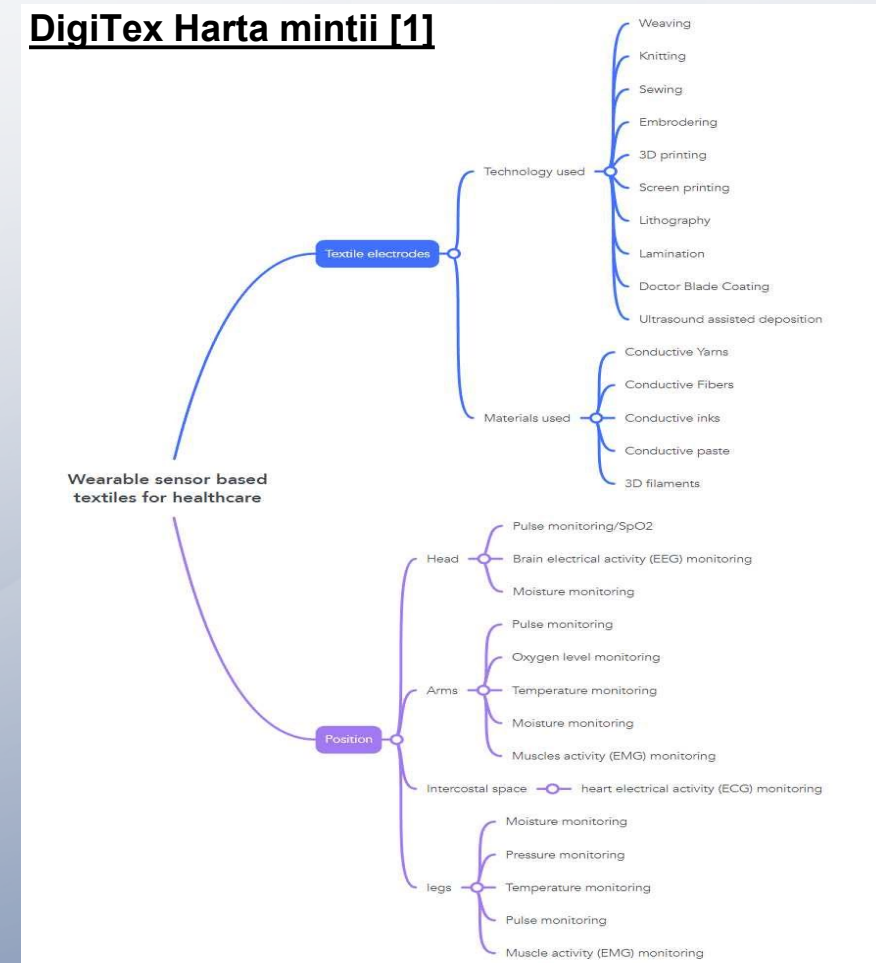 DigiTex Harta mintii [1]
Weaving
Knitting
Sewing
Embrodering
3D printing
Technology used
Screen printing
Lithography
Lamination
Doctor Blade Coating
Ultrasound assisted deposition
Textile electrodes
Conductive Yarns
Conductive Fibers
Materials used
Conductive inks
Conductive paste
3D filaments
Wearable sensor based
textiles for healthcare
Pulse monitoring/SpO2
Head
Brain electrical activity (EEG) monitoring
Moisture monitoring
Pulse monitoring
Oxygen level monitoring
Arms
Temperature monitoring
Moisture monitoring
Muscles activity (EMG) monitoring
Position
Intercostal space
heart electrical activity (ECG) monitoring
Moisture monitoring
Pressure monitoring
legs
Temperature monitoring
Pulse monitoring
Muscle activity (EMG) monitoring